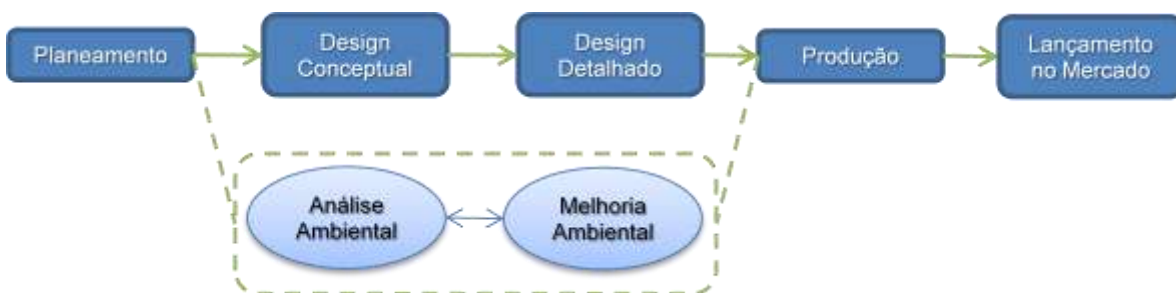 Planeamento
Design
Conceptual
Design
Detalhado
Produção
Lançamento
no Mercado
Análise
Ambiental
Melhoria
Ambiental